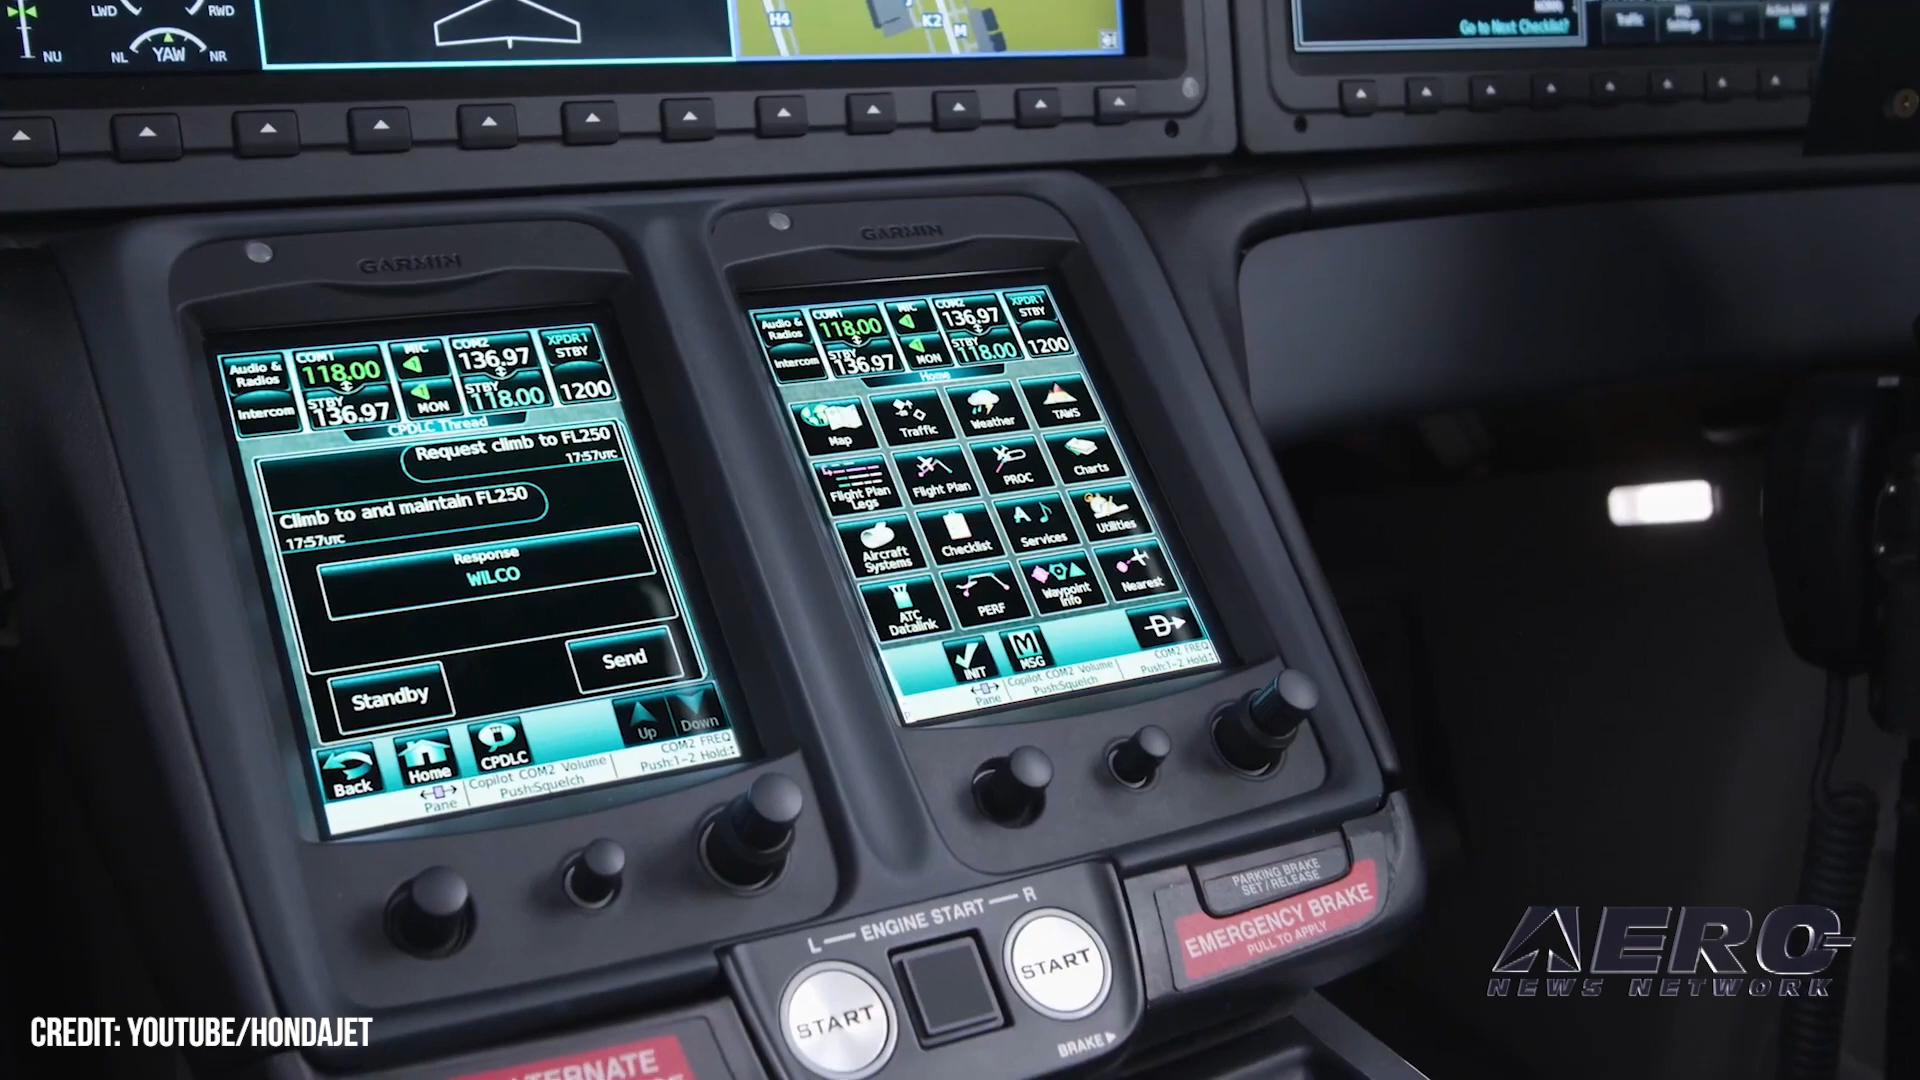 LWD
RWD
NU
NL
YAW
NR
H4
K2
M
Go to Next Checklist?
Traffic
Settings
GARMIN
Audio &
Radios
Intercom
COM1
118.00
STBY
136.97
MIC
MON
COM2
136.97
STBY
118.00
XPDR1
STBY
1200
CPDLC Thread
Request climb to FL250
17:57UTC
Climb to and maintain FL250
17:57UTC
Response
WILCO
Standby
Send
Back
Home
CPDLC
Up
Down
Pane
Copilot COM2 Volume
Push:Squelch
COM2 FREQ
Push:1-2 Hold:↕
GARMIN
Audio &
Radios
Intercom
COM1
118.00
STBY
136.97
MIC
MON
COM2
136.97
STBY
118.00
XPDR1
STBY
1200
Home
Map
Traffic
Weather
TAWS
Flight Plan
Legs
Flight Plan
PROC
Charts
Aircraft
Systems
Checklist
Services
Utilities
ATC
Datalink
PERF
Waypoint
Info
Nearest
INIT
MSG
Pane
Copilot COM2 Volume
Push:Squelch
COM2 FREQ
Push:1-2 Hold:↕
L — ENGINE START — R
START
START
BRAKE
PARKING BRAKE
SET / RELEASE
EMERGENCY BRAKE
PULL TO APPLY
AERO
NEWS NETWORK
CREDIT: YOUTUBE/HONDAJET